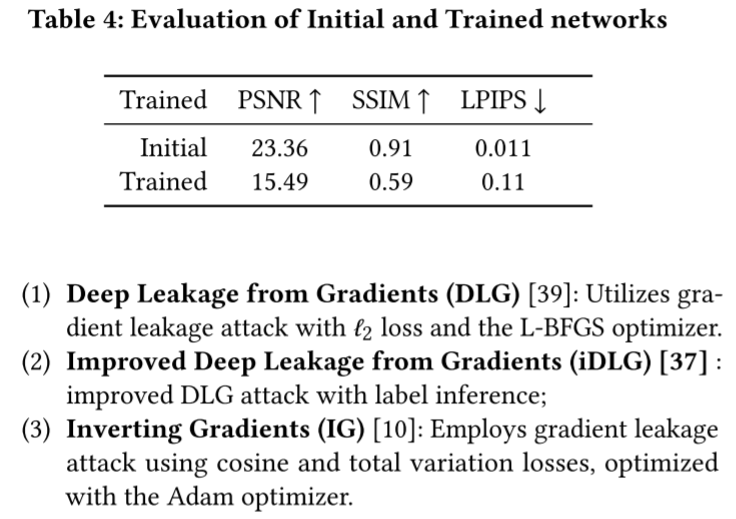 Table 4: Evaluation of Initial and Trained networks
Trained PSNR ↑ SSIM ↑ LPIPS ↓
Initial 23.36 0.91 0.011
Trained 15.49 0.59 0.11
(1) Deep Leakage from Gradients (DLG) [39]: Utilizes gra-
dient leakage attack with ℓ2 loss and the L-BFGS optimizer.
(2) Improved Deep Leakage from Gradients (iDLG) [37] :
improved DLG attack with label inference;
(3) Inverting Gradients (IG) [10]: Employs gradient leakage
attack using cosine and total variation losses, optimized
with the Adam optimizer.